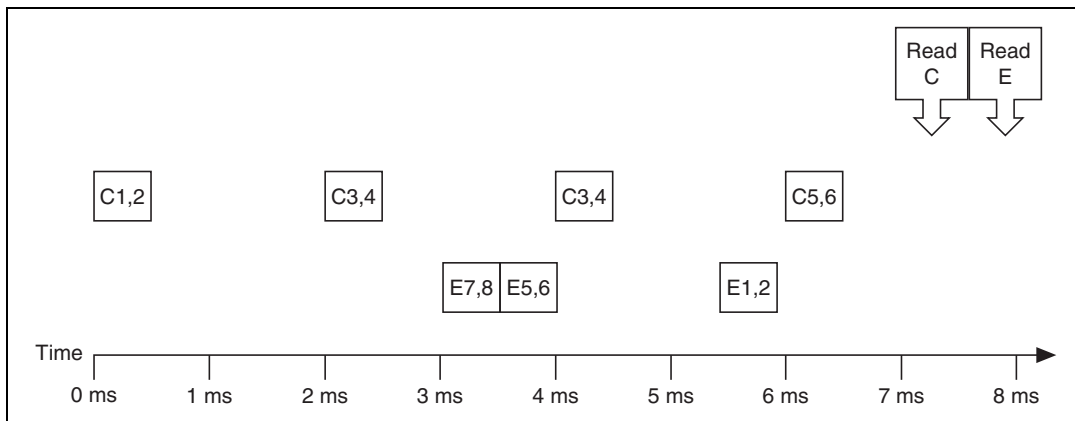 Read Read
C E
C1,2 C3,4 C3,4 C5,6
E7,8 E5,6 E1,2
Time
0 ms 1 ms 2 ms 3 ms 4 ms 5 ms 6 ms 7 ms 8 ms